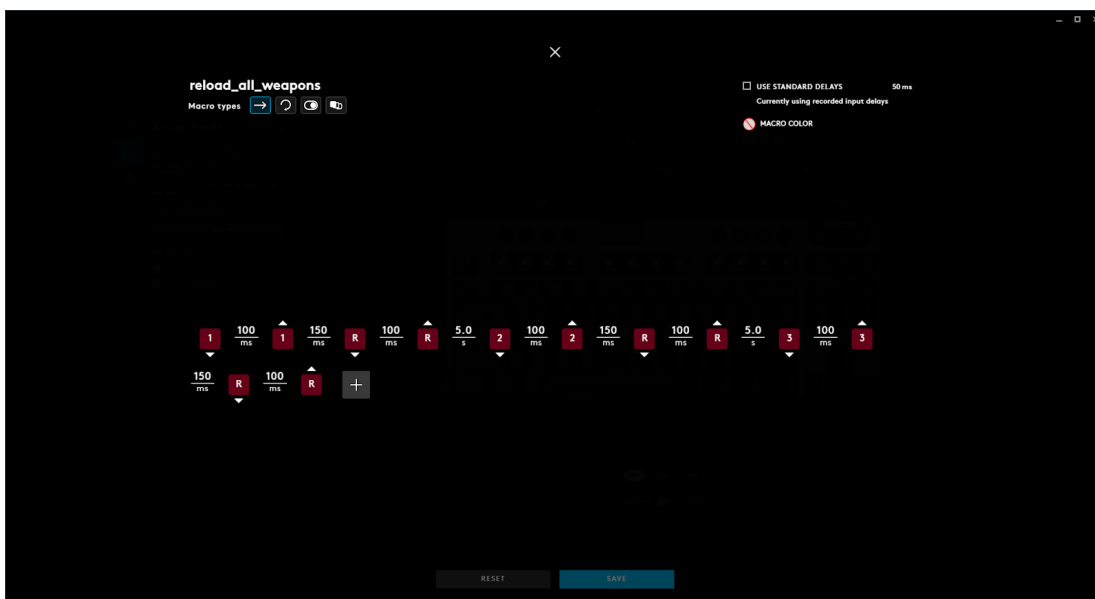 reload_all_weapons
USE STANDARD DELAYS 50 ms
Macro types
Currently using recorded input delays
MACRO COLOR
1 100 ms 1 150 ms R 100 ms R 5.0 s 2 100 ms 2 150 ms R 100 ms R 5.0 s 3 100 ms 3
150 ms R 100 ms R
RESET SAVE